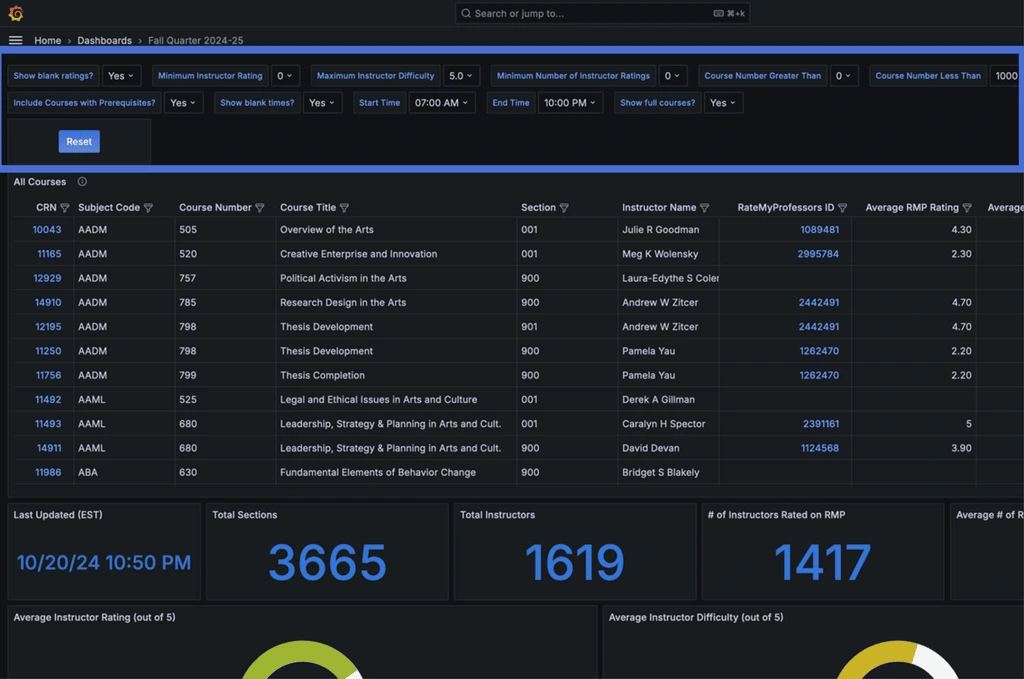 Search or jump to... ⌘+k
Home › Dashboards › Fall Quarter 2024-25
Show blank ratings? Yes Minimum Instructor Rating 0 Maximum Instructor Difficulty 5.0 Minimum Number of Instructor Ratings 0 Course Number Greater Than 0 Course Number Less Than 1000
Include Courses with Prerequisites? Yes Show blank times? Yes Start Time 07:00 AM End Time 10:00 PM Show full courses? Yes
Reset
All Courses
CRN Subject Code Course Number Course Title Section Instructor Name RateMyProfessors ID Average RMP Rating Average
10043 AADM 505 Overview of the Arts 001 Julie R Goodman 1089481 4.30
11165 AADM 520 Creative Enterprise and Innovation 001 Meg K Wolensky 2995784 2.30
12929 AADM 757 Political Activism in the Arts 900 Laura-Edythe S Coler
14910 AADM 785 Research Design in the Arts 900 Andrew W Zitcer 2442491 4.70
12195 AADM 798 Thesis Development 901 Andrew W Zitcer 2442491 4.70
11250 AADM 798 Thesis Development 900 Pamela Yau 1262470 2.20
11756 AADM 799 Thesis Completion 900 Pamela Yau 1262470 2.20
11492 AAML 525 Legal and Ethical Issues in Arts and Culture 001 Derek A Gillman
11493 AAML 680 Leadership, Strategy & Planning in Arts and Cult. 001 Caralyn H Spector 2391161 5
14911 AAML 680 Leadership, Strategy & Planning in Arts and Cult. 900 David Devan 1124568 3.90
11986 ABA 630 Fundamental Elements of Behavior Change 900 Bridget S Blakely
Last Updated (EST) Total Sections Total Instructors # of Instructors Rated on RMP Average # of R
10/20/24 10:50 PM 3665 1619 1417
Average Instructor Rating (out of 5) Average Instructor Difficulty (out of 5)